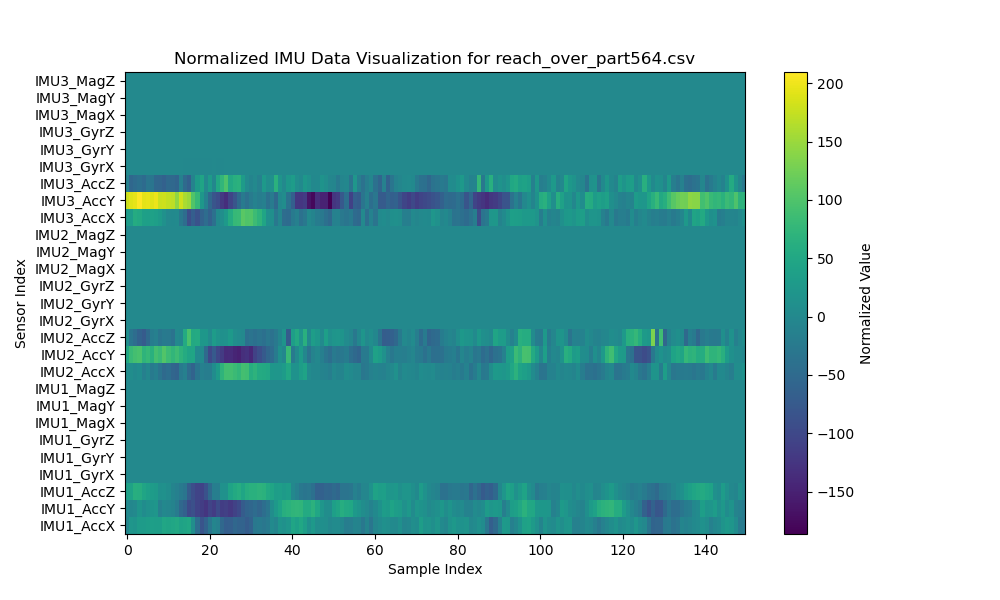 Normalized IMU Data Visualization for reach_over_part564.csv
IMU3_MagZ
IMU3_MagY
IMU3_MagX
IMU3_GyrZ
IMU3_GyrY
IMU3_GyrX
IMU3_AccZ
IMU3_AccY
IMU3_AccX
IMU2_MagZ
IMU2_MagY
IMU2_MagX
IMU2_GyrZ
IMU2_GyrY
IMU2_GyrX
IMU2_AccZ
IMU2_AccY
IMU2_AccX
IMU1_MagZ
IMU1_MagY
IMU1_MagX
IMU1_GyrZ
IMU1_GyrY
IMU1_GyrX
IMU1_AccZ
IMU1_AccY
IMU1_AccX
Sensor Index
0 20 40 60 80 100 120 140
Sample Index
200
150
100
50
0
−50
−100
−150
Normalized Value